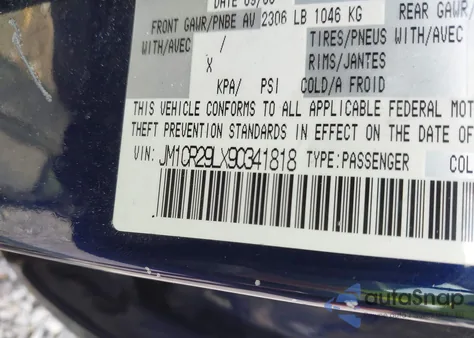 DATE 09/08
FRONT GAWR/PNBE AV 2306 LB 1046 KG REAR GAWR/
WITH/AVEC / TIRES/PNEUS WITH/AVEC
X RIMS/JANTES
KPA/ PSI COLD/A FROID
THIS VEHICLE CONFORMS TO ALL APPLICABLE FEDERAL MOT
THEFT PREVENTION STANDARDS IN EFFECT ON THE DATE OF
VIN: JM1CR29LX90341818 TYPE:PASSENGER COL
autoSnap